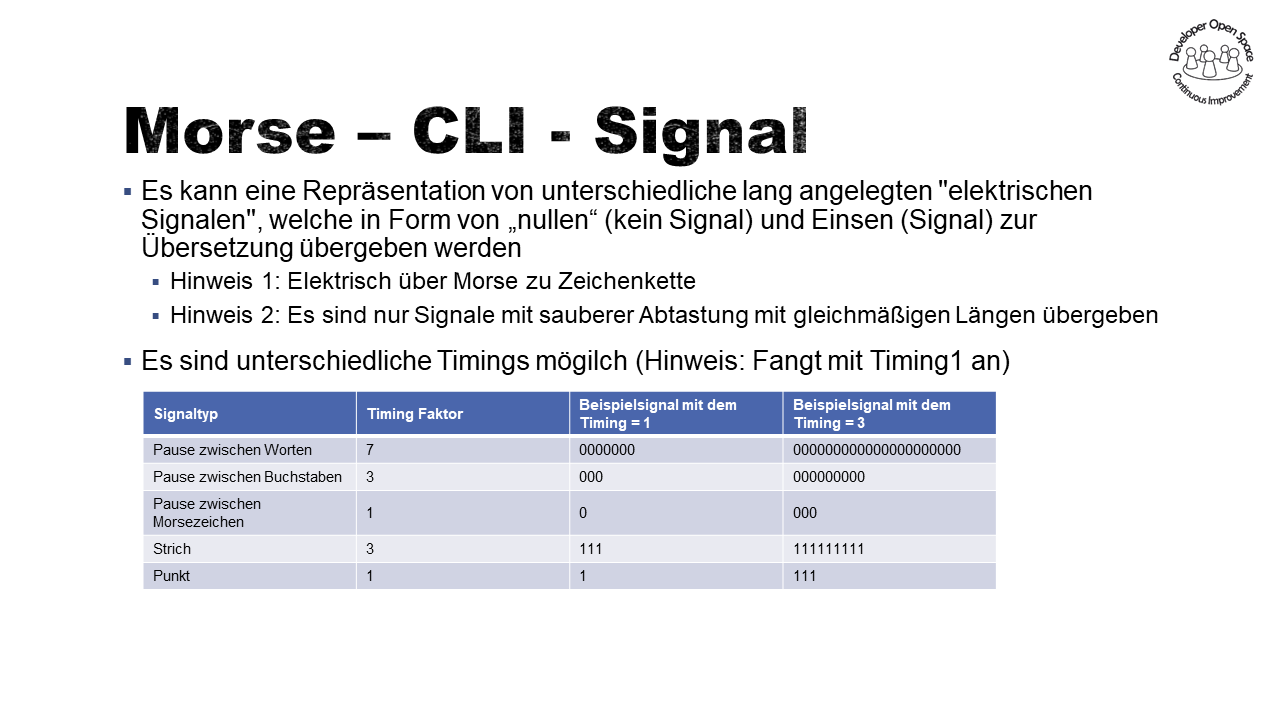 Developer Open Space
Continuous Improvement
Morse – CLI - Signal
Es kann eine Repräsentation von unterschiedliche lang angelegten "elektrischen
Signalen", welche in Form von „nullen“ (kein Signal) und Einsen (Signal) zur
Übersetzung übergeben werden
Hinweis 1: Elektrisch über Morse zu Zeichenkette
Hinweis 2: Es sind nur Signale mit sauberer Abtastung mit gleichmäßigen Längen übergeben
Es sind unterschiedliche Timings mögilch (Hinweis: Fangt mit Timing1 an)
Signaltyp Timing Faktor Beispielsignal mit dem Beispielsignal mit dem
Timing = 1 Timing = 3
Pause zwischen Worten 7 0000000 000000000000000000000
Pause zwischen Buchstaben 3 000 000000000
Pause zwischen
Morsezeichen 1 0 000
Strich 3 111 111111111
Punkt 1 1 111